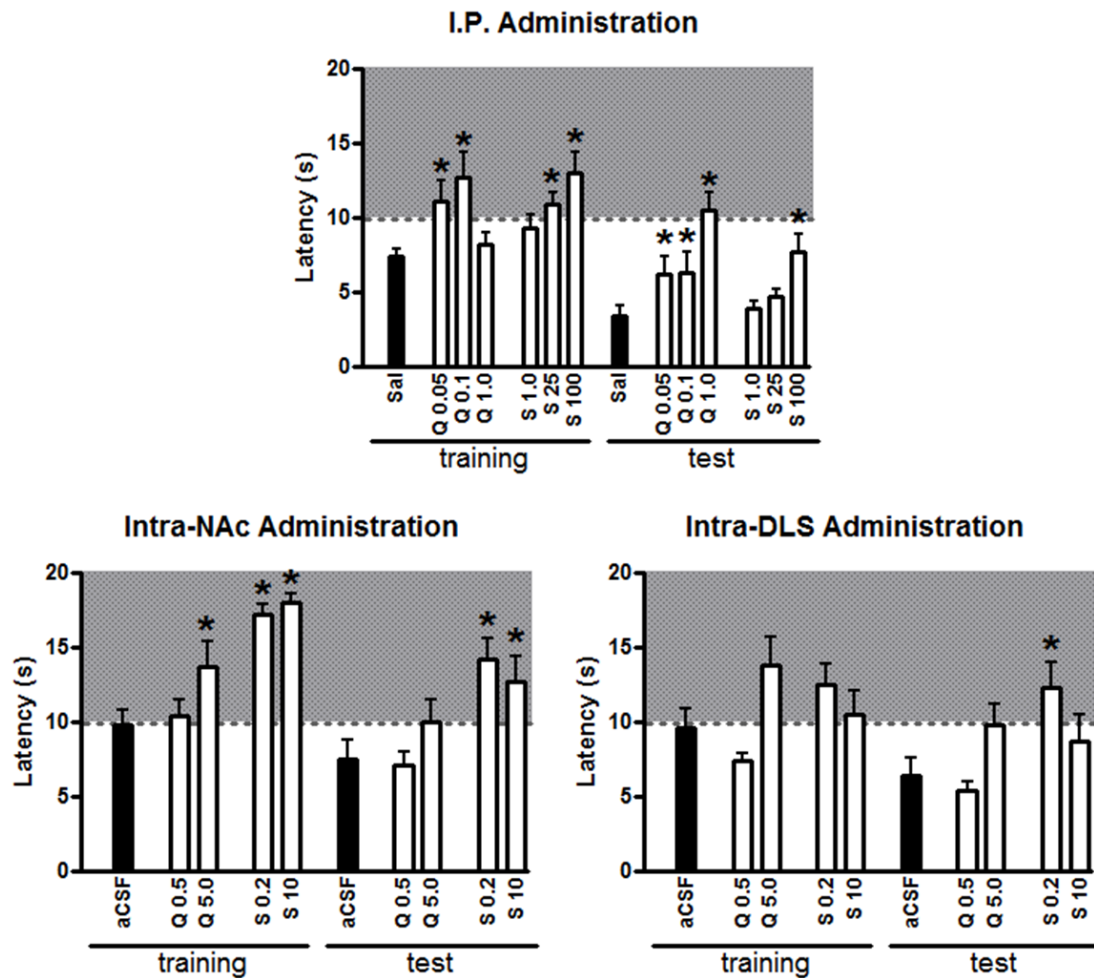 I.P. Administration
20
15
10
5
0
Latency (s)
* * * * * * * *
Sal
Q 0.05
Q 0.1
Q 1.0
S 1.0
S 25
S 100
Sal
Q 0.05
Q 0.1
Q 1.0
S 1.0
S 25
S 100
training test
Intra-NAc Administration
20
15
10
5
0
Latency (s)
* * * * *
aCSF
Q 0.5
Q 5.0
S 0.2
S 10
aCSF
Q 0.5
Q 5.0
S 0.2
S 10
training test
Intra-DLS Administration
20
15
10
5
0
Latency (s)
*
aCSF
Q 0.5
Q 5.0
S 0.2
S 10
aCSF
Q 0.5
Q 5.0
S 0.2
S 10
training test